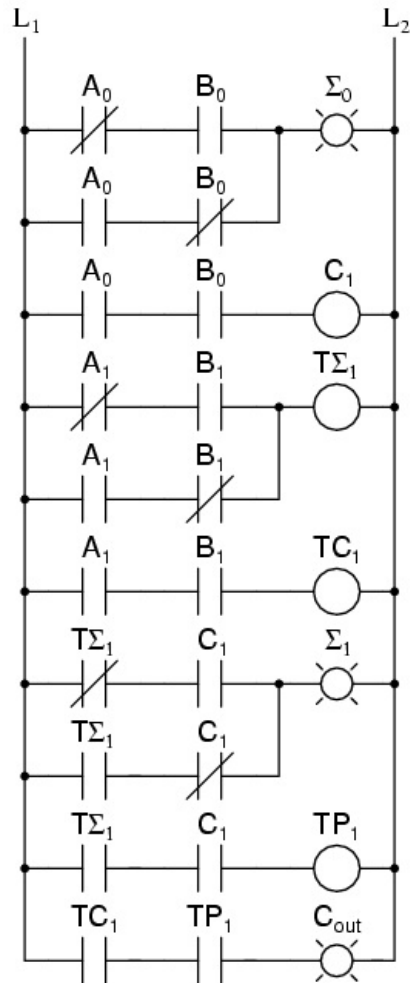 L₁ L₂
A₀ B₀ Σ₀
A₀ B₀
A₀ B₀ C₁
A₁ B₁ TΣ₁
A₁ B₁
A₁ B₁ TC₁
TΣ₁ C₁ Σ₁
TΣ₁ C₁
TΣ₁ C₁ TP₁
TC₁ TP₁ Cout